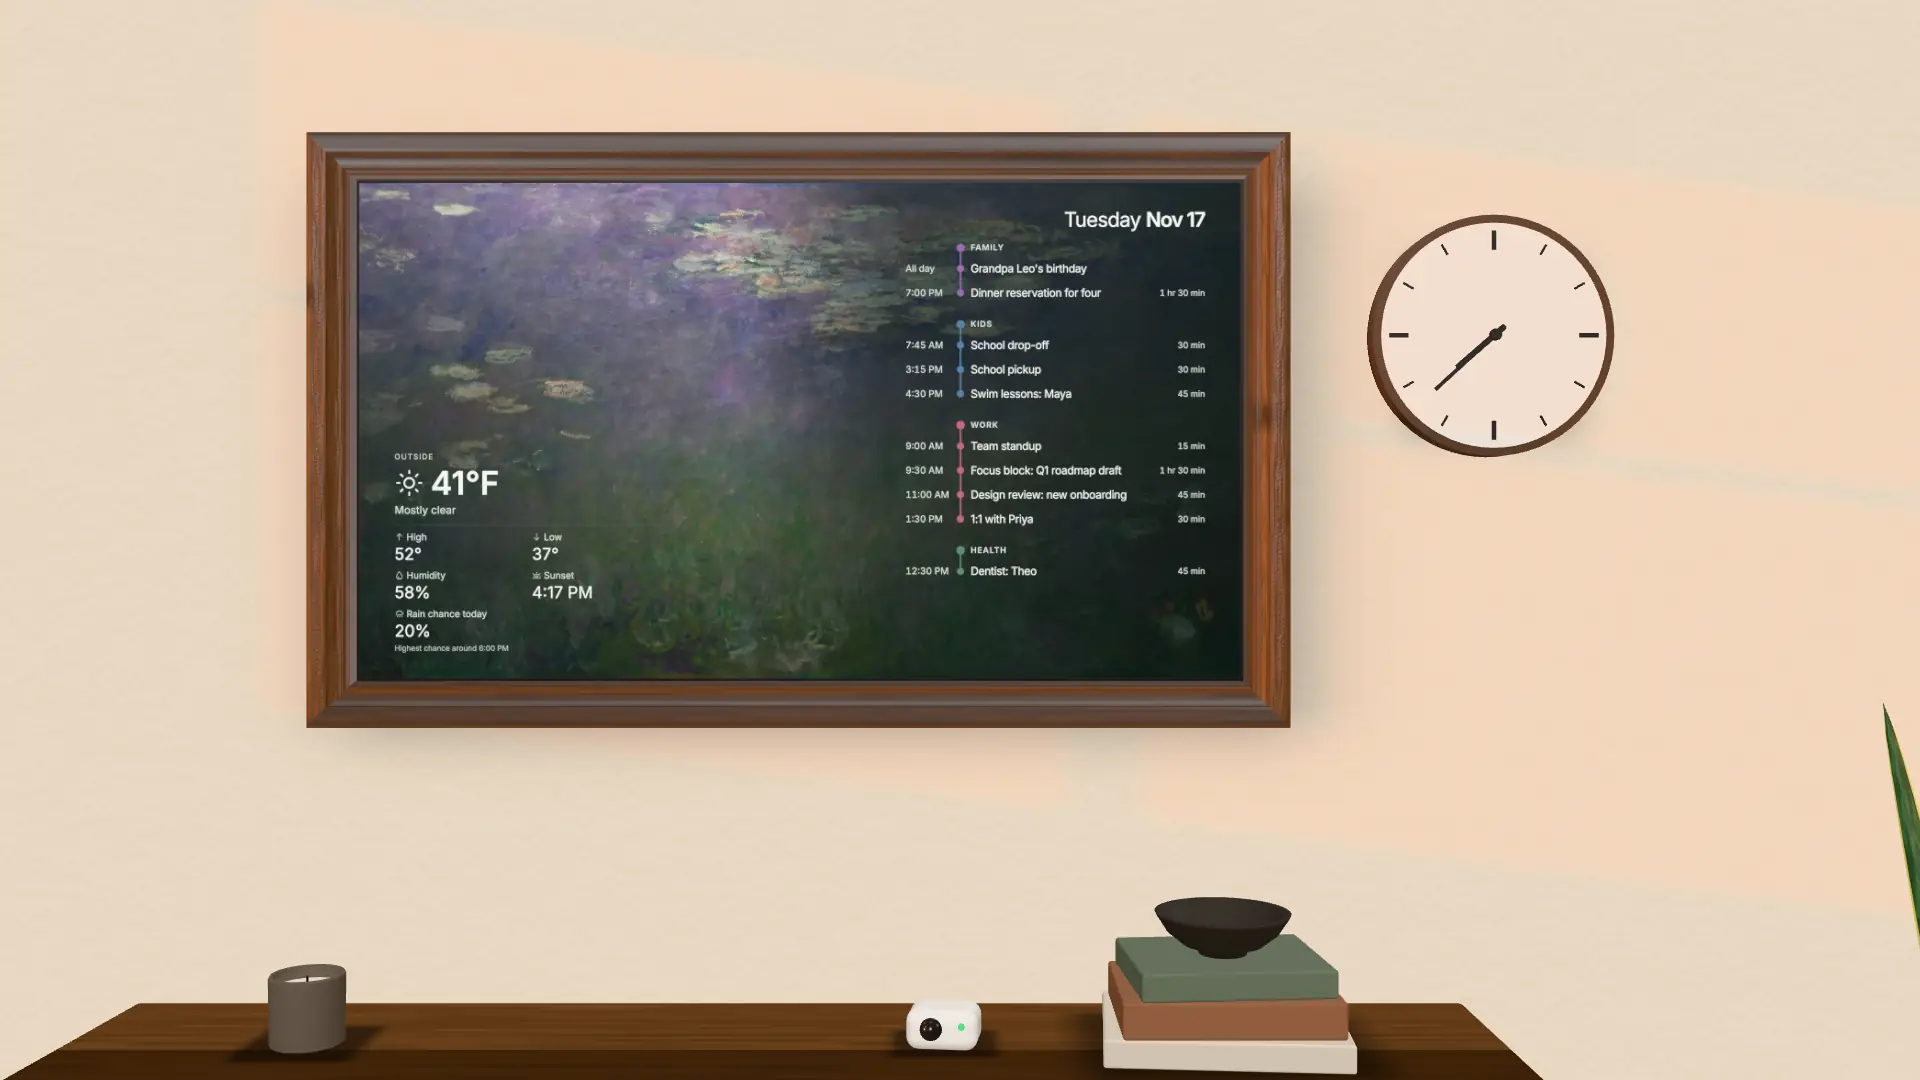 Tuesday Nov 17
FAMILY
All day Grandpa Leo's birthday
7:00 PM Dinner reservation for four 1 hr 30 min
KIDS
7:45 AM School drop-off 30 min
3:15 PM School pickup 30 min
4:30 PM Swim lessons: Maya 45 min
WORK
9:00 AM Team standup 15 min
9:30 AM Focus block: Q1 roadmap draft 1 hr 30 min
11:00 AM Design review: new onboarding 45 min
1:30 PM 1:1 with Priya 30 min
HEALTH
12:30 PM Dentist: Theo 45 min
OUTSIDE
41°F
Mostly clear
↑ High ↓ Low
52° 37°
Humidity Sunset
58% 4:17 PM
Rain chance today
20%
Highest chance around 6:00 PM